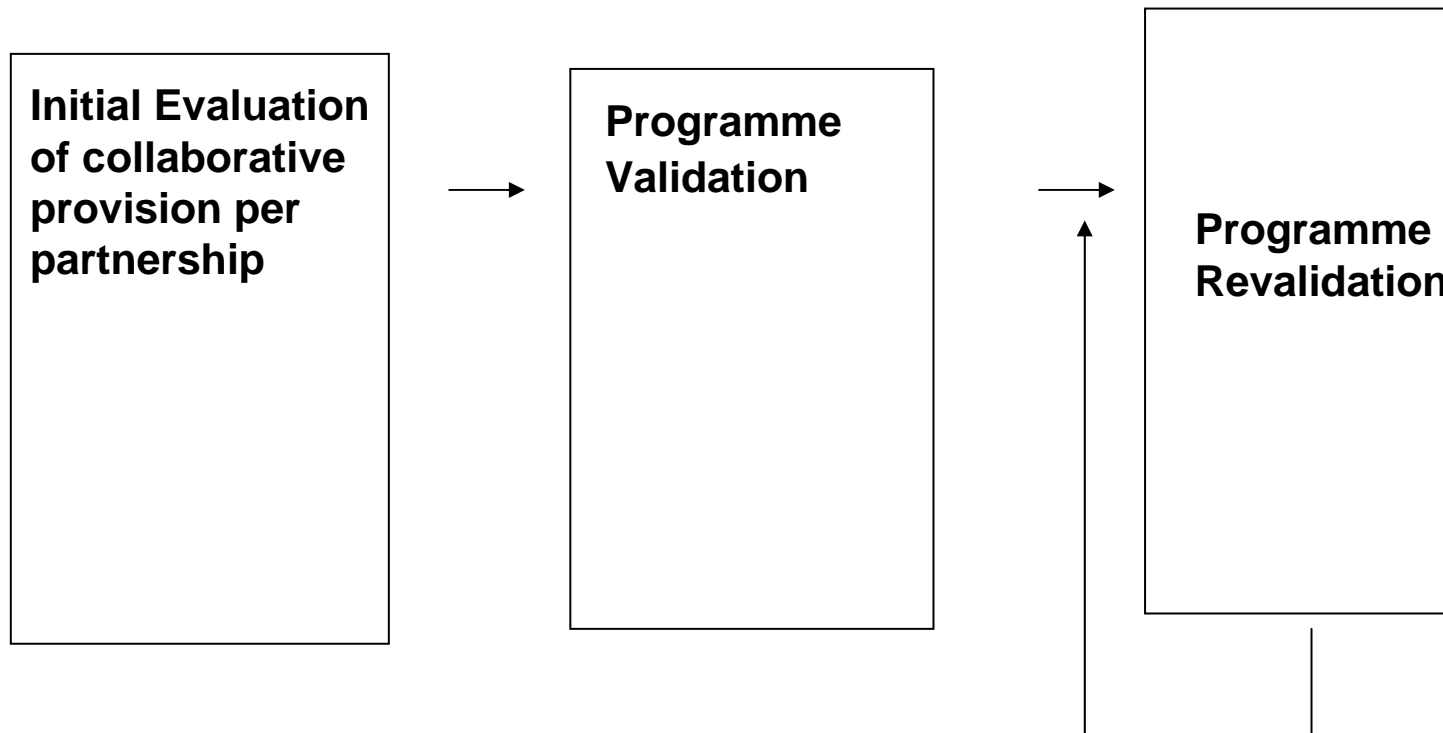 Initial Evaluation
of collaborative
provision per
partnership
Programme
Validation
Programme
Revalidation